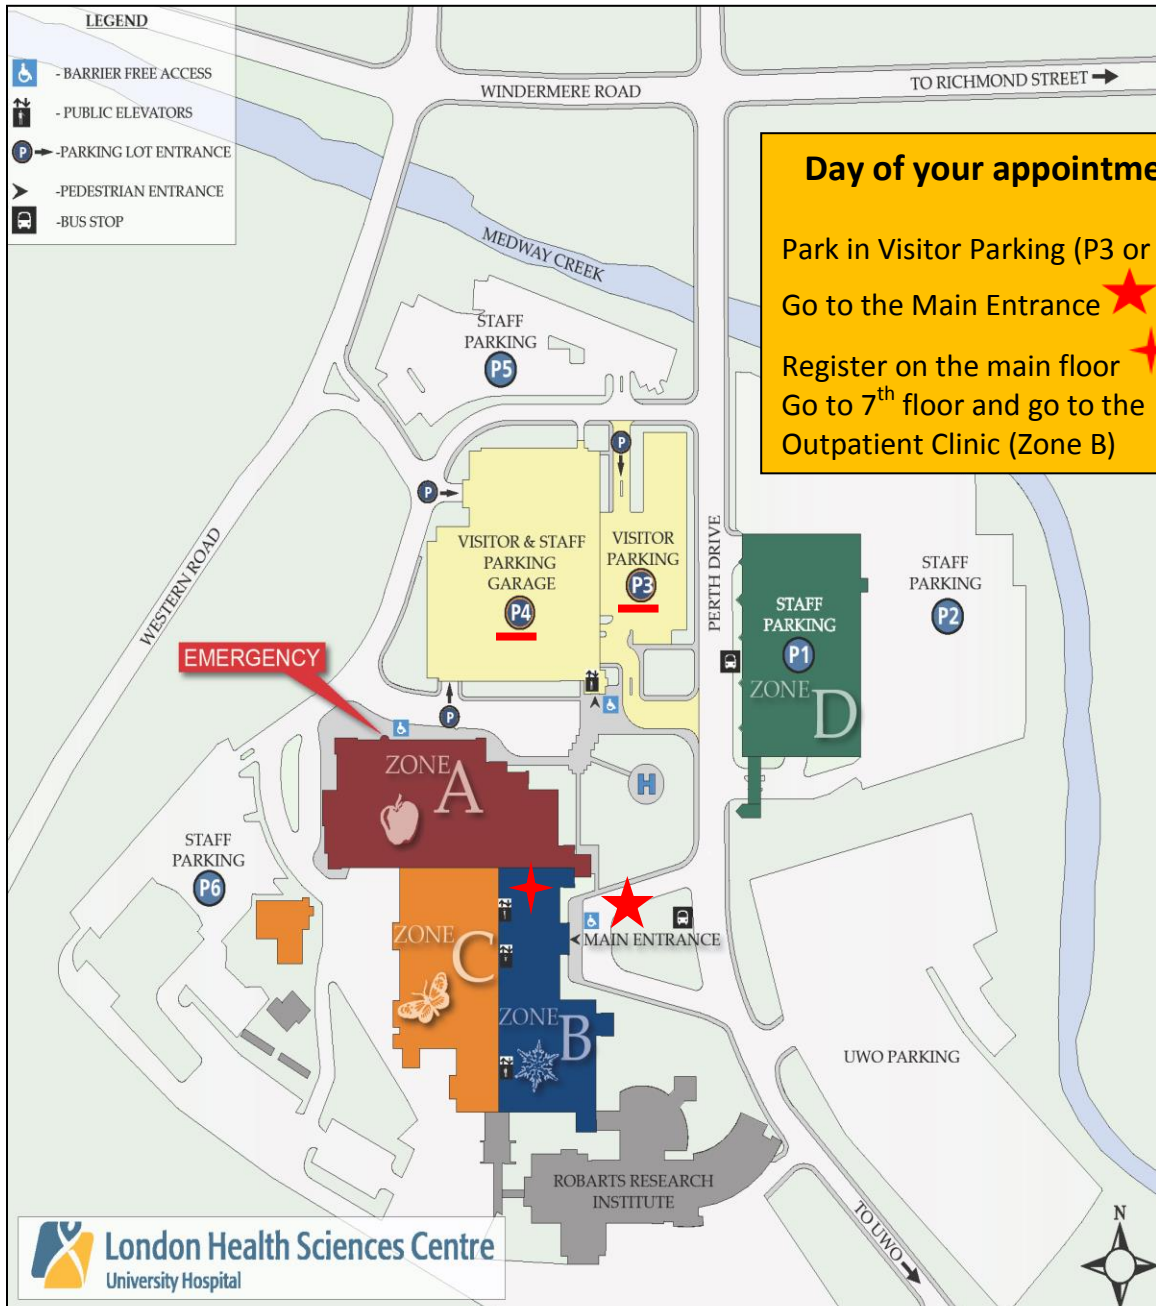 LEGEND
- BARRIER FREE ACCESS
- PUBLIC ELEVATORS
P
-PARKING LOT ENTRANCE
-PEDESTRIAN ENTRANCE
-BUS STOP
WINDERMERE ROAD
TO RICHMOND STREET
Day of your appointme
Park in Visitor Parking (P3 or
Go to the Main Entrance
Register on the main floor
Go to 7th floor and go to the
Outpatient Clinic (Zone B)
MEDWAY CREEK
STAFF
PARKING
P5
P
P
VISITOR & STAFF
PARKING
GARAGE
P4
VISITOR
PARKING
P3
PERTH DRIVE
STAFF
PARKING
P1
ZONE
D
STAFF
PARKING
P2
WESTERN ROAD
EMERGENCY
P
ZONE
A
H
STAFF
PARKING
P6
ZONE
C
MAIN ENTRANCE
ZONE
B
UWO PARKING
ROBARTS RESEARCH
INSTITUTE
TO UWO
N
London Health Sciences Centre
University Hospital